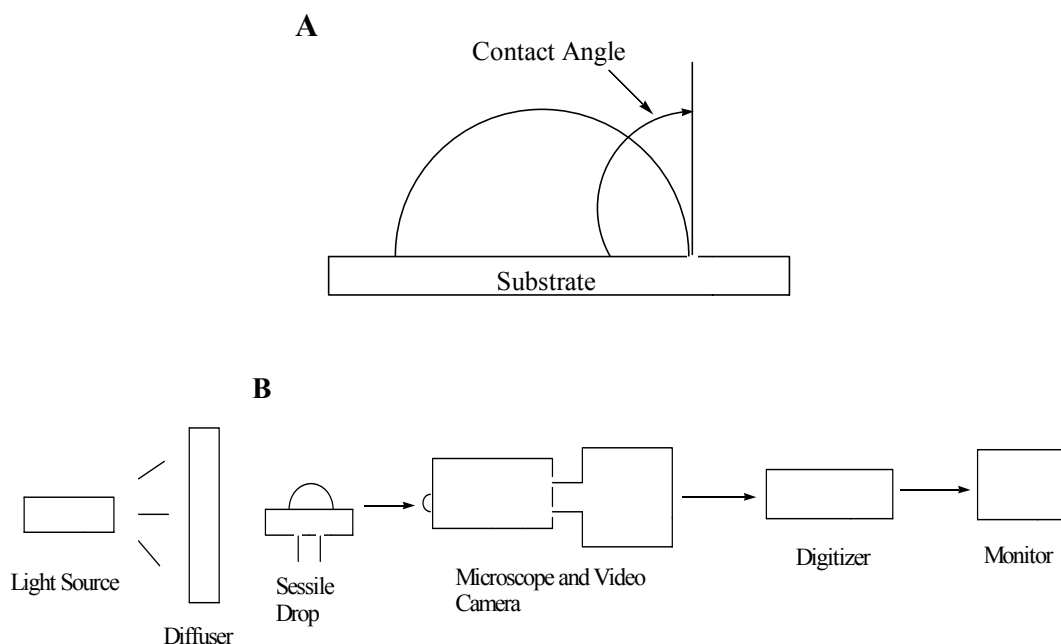 A
Contact Angle
Substrate
B
Light Source
Diffuser
Sessile
Drop
Microscope and Video
Camera
Digitizer
Monitor